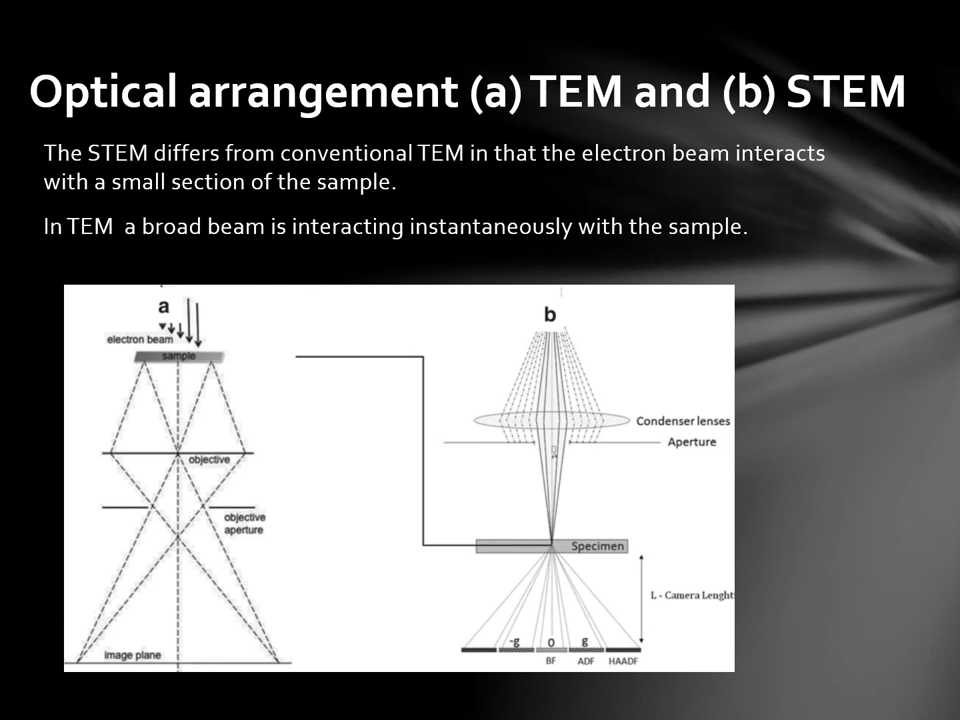 Optical arrangement (a) TEM and (b) STEM
The STEM differs from conventional TEM in that the electron beam interacts
with a small section of the sample.
In TEM  a broad beam is interacting instantaneously with the sample.
a
electron beam
sample
objective
objective
aperture
image plane
b
Condenser lenses
Aperture
Specimen
L - Camera Lenght
-g 0 g
BF ADF HAADF